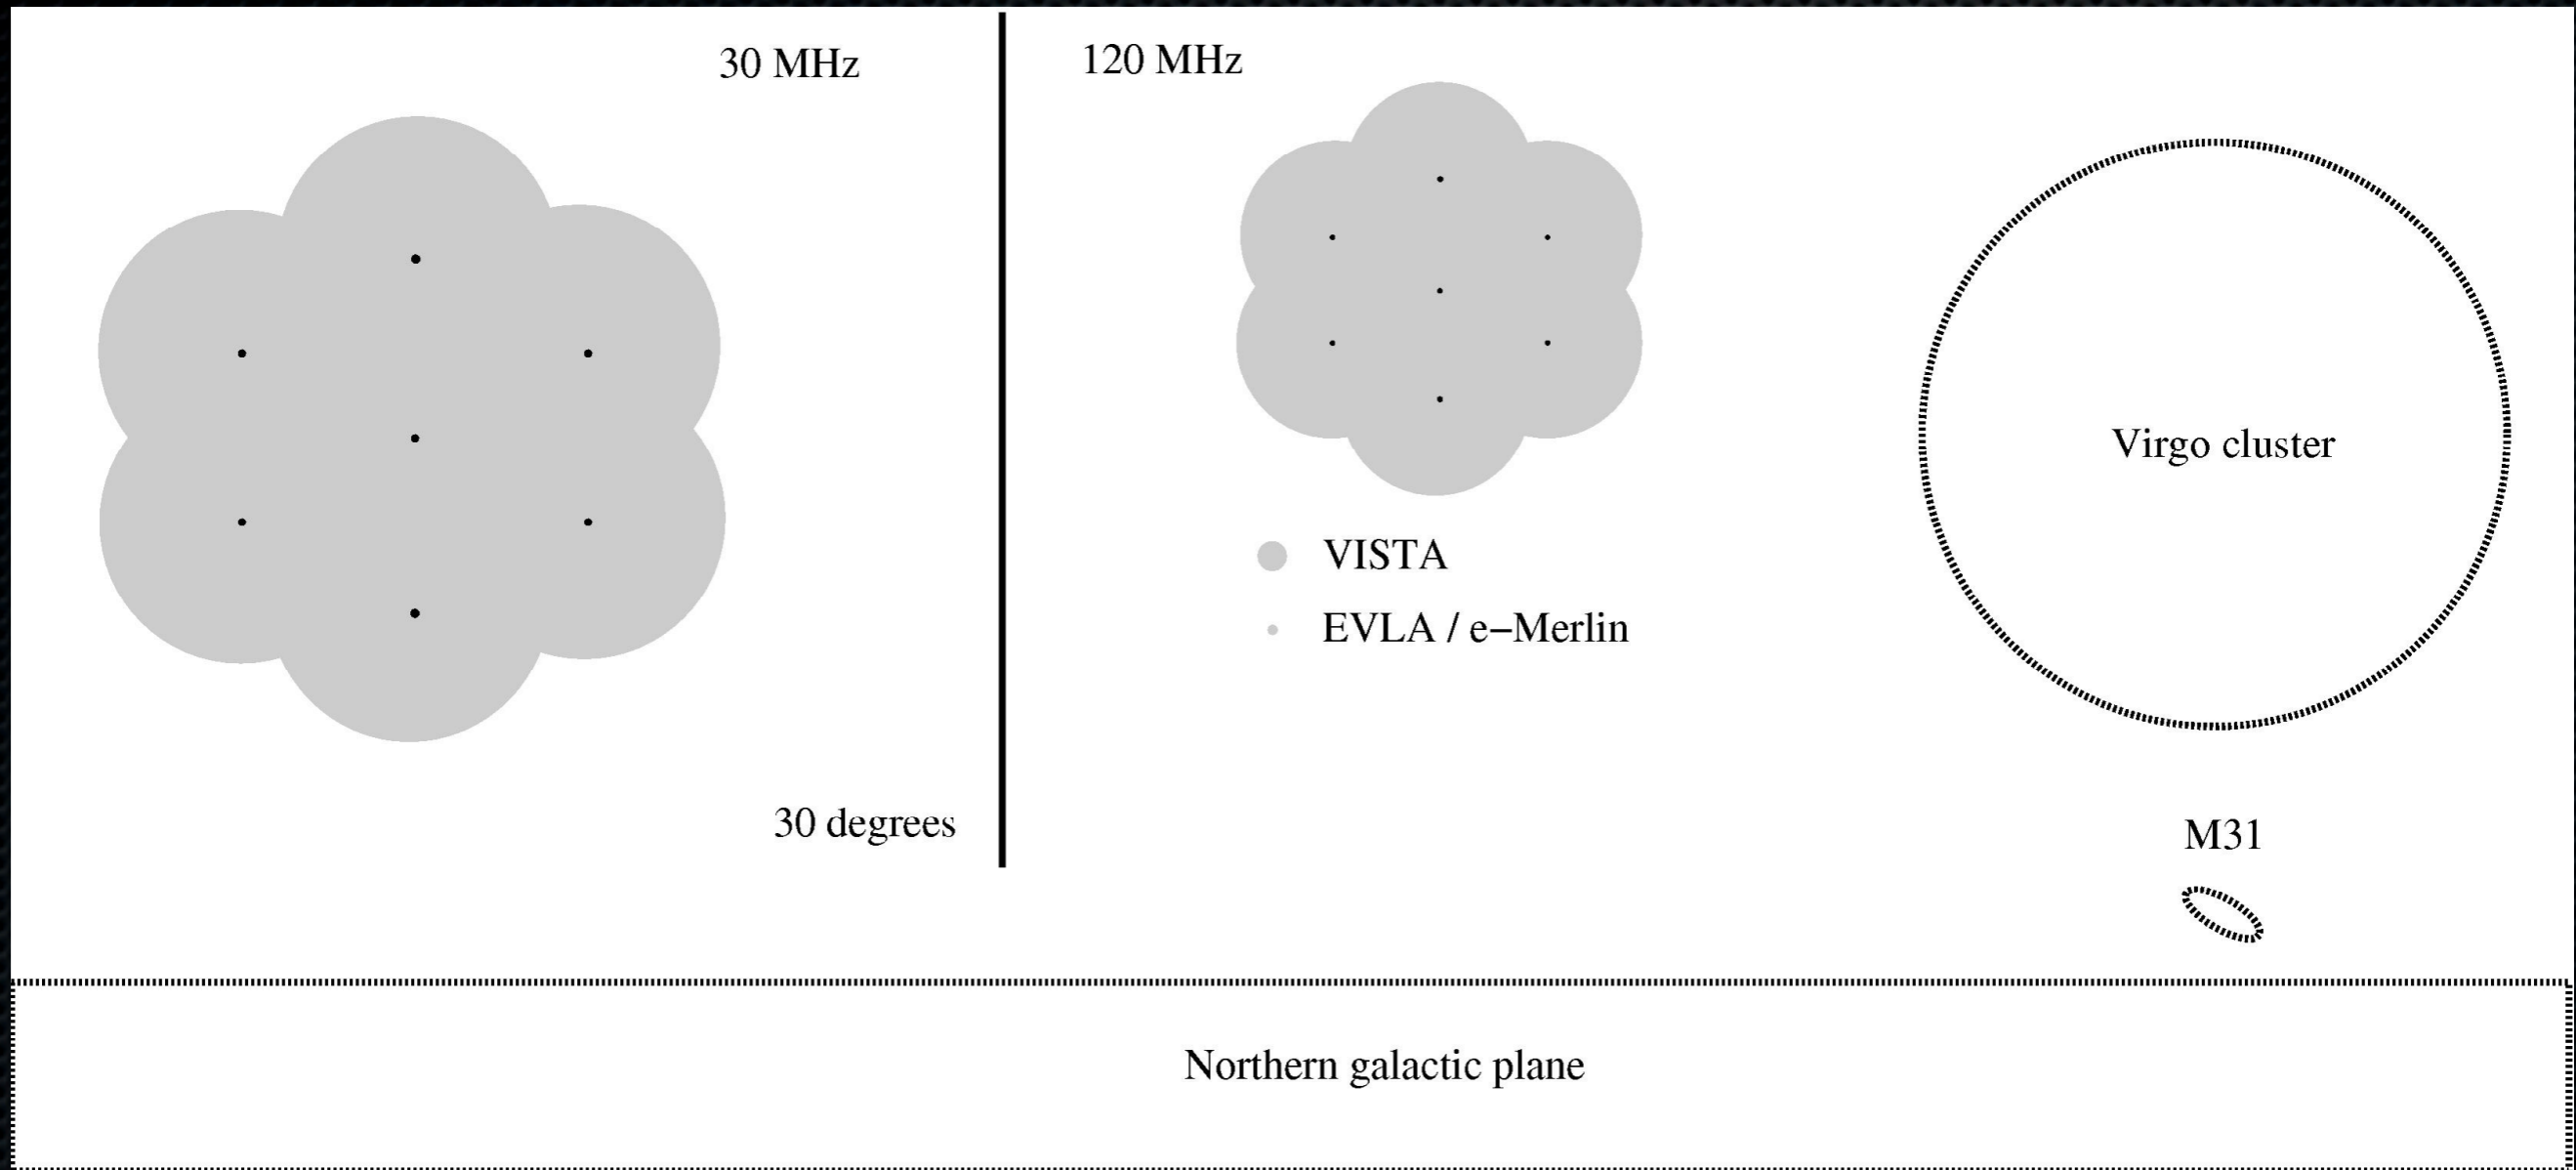 30 MHz
120 MHz
Virgo cluster
VISTA
EVLA / e−Merlin
30 degrees
M31
Northern galactic plane